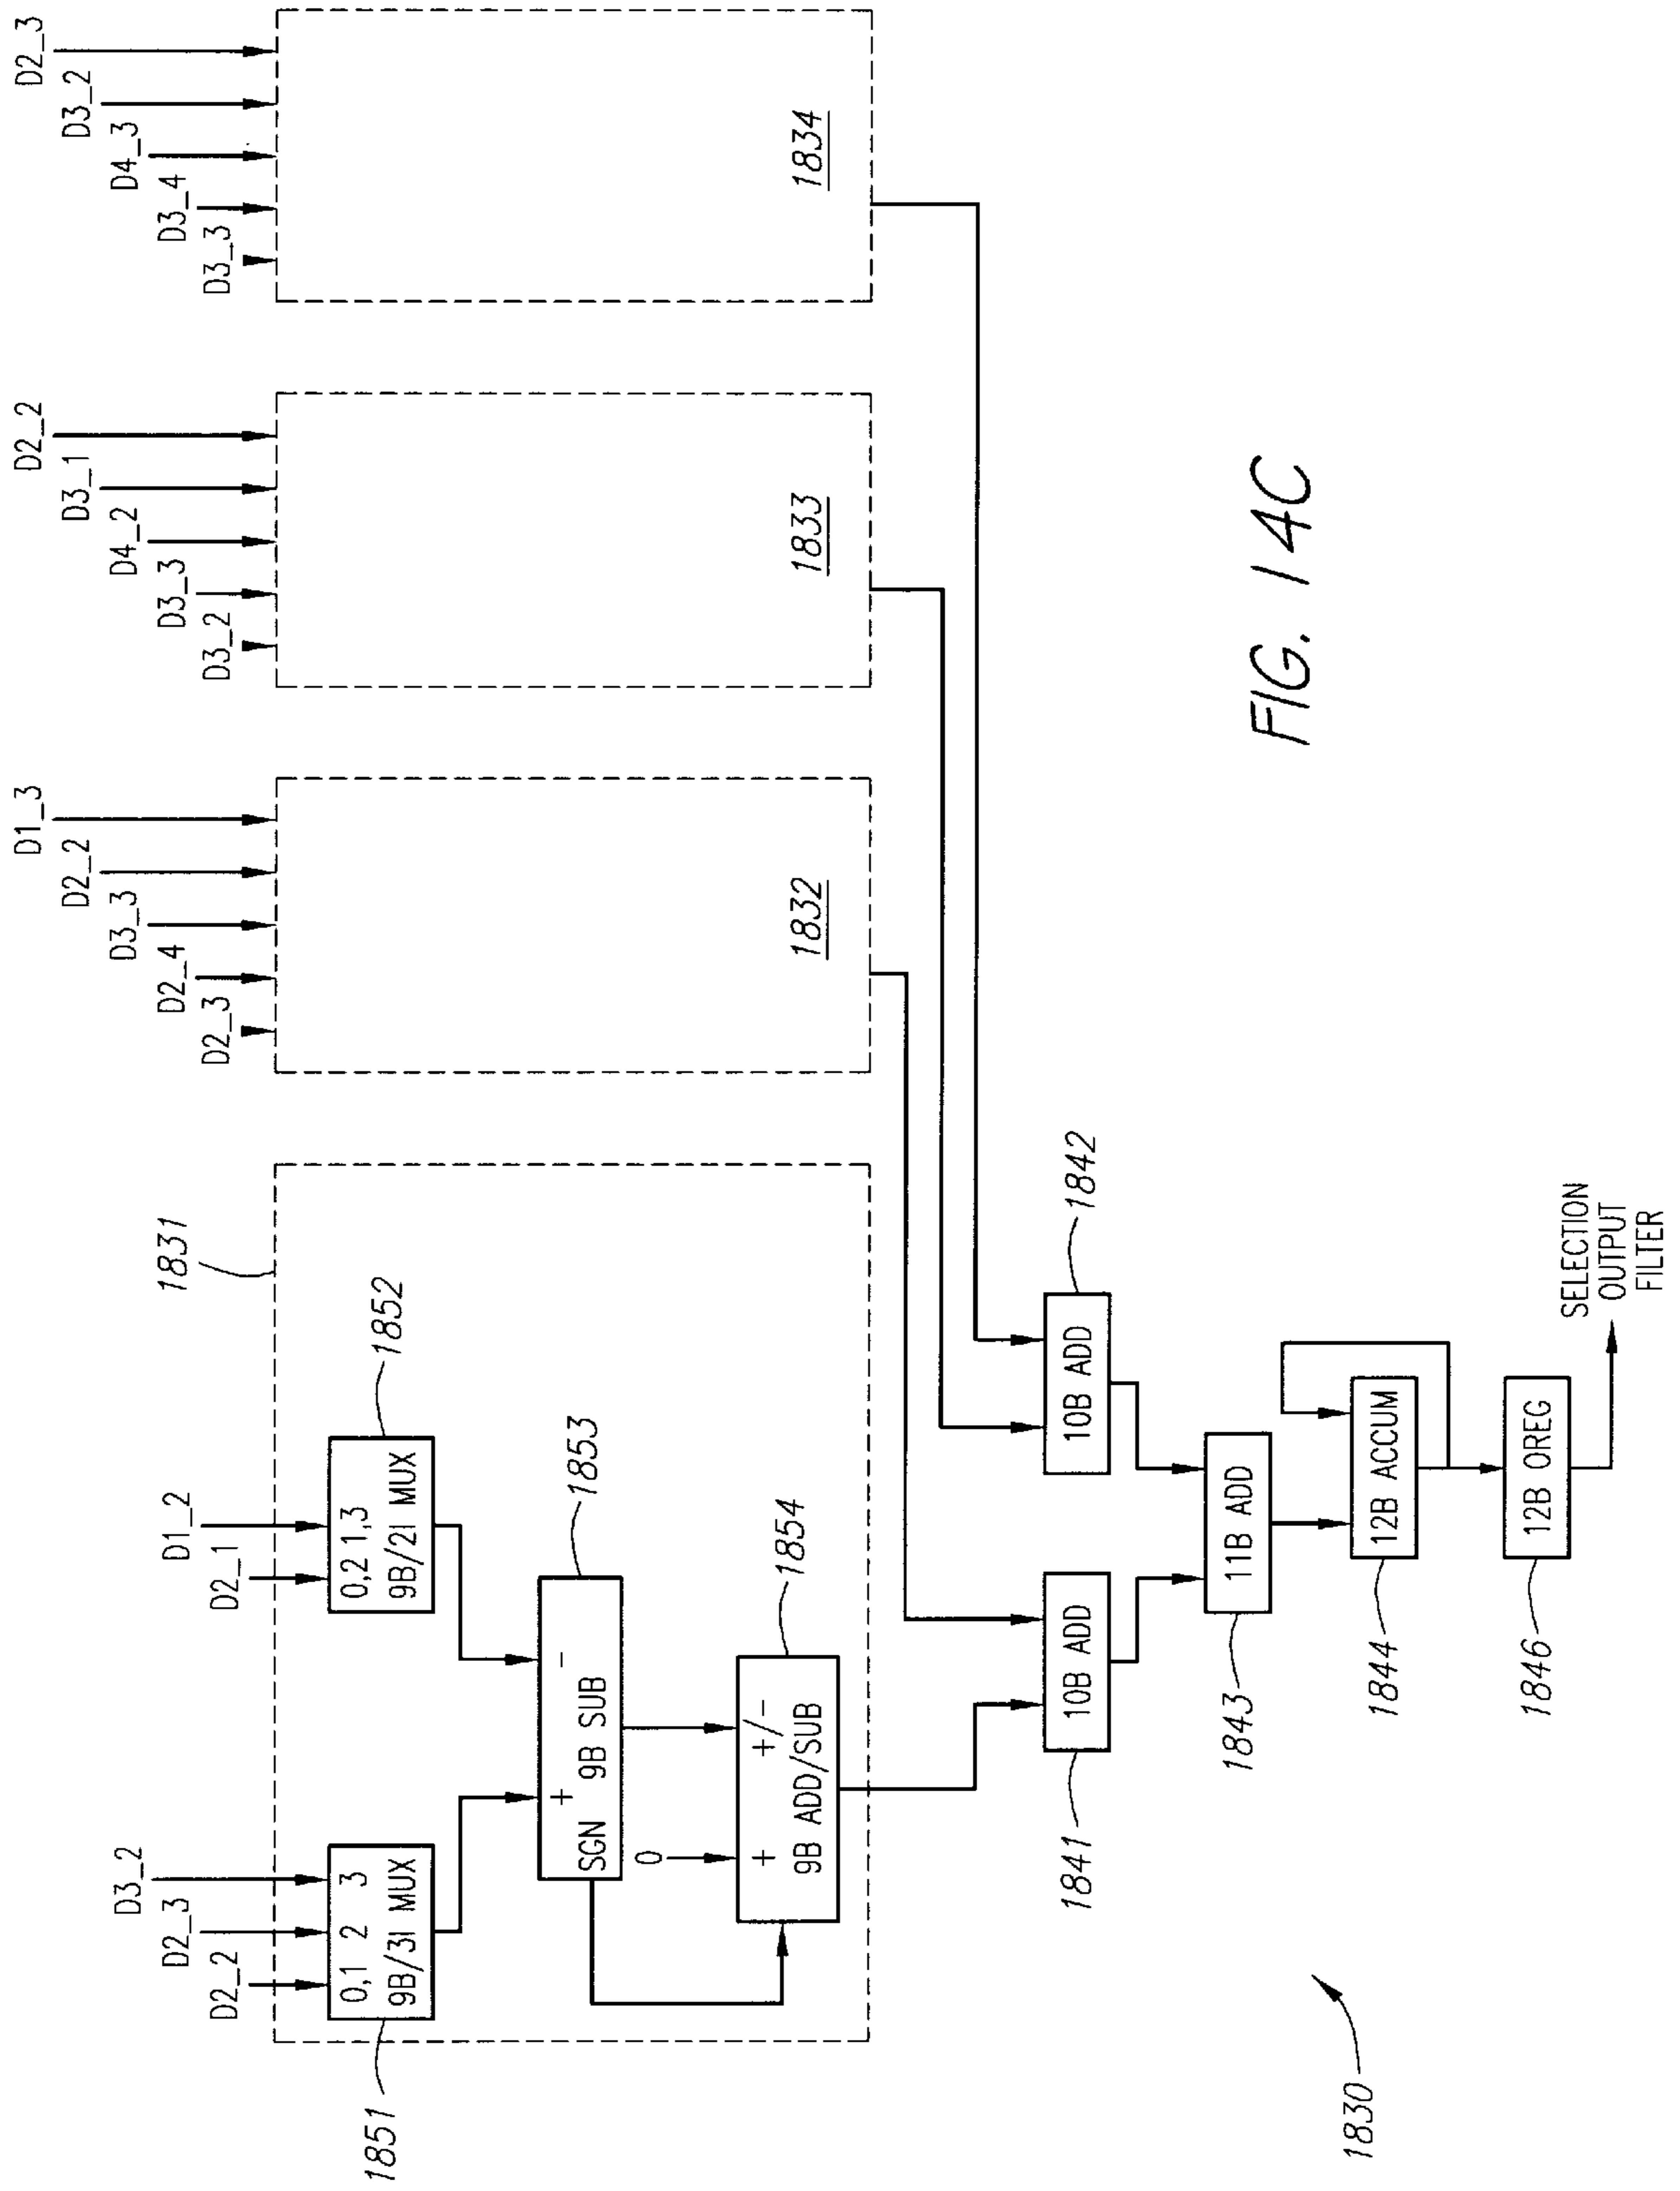 D3_2
D2_3
D2_2
D1_2
D2_1
1831
D1_3
D2_2
D3_3
D2_4
D2_3
D2_2
D3_1
D4_2
D3_3
D3_2
D2_3
D3_2
D4_3
D3_4
D3_3
0,1 2 3
9B/3I MUX
1851
0,2 1,3
9B/2I MUX
1852
+ -
SGN 9B SUB
1853
0
+ +/-
9B ADD/SUB
1854
1832
1833
1834
10B ADD
1841
10B ADD
1842
11B ADD
1843
12B ACCUM
1844
12B OREG
1846
SELECTION
OUTPUT
FILTER
1830
FIG. 14C